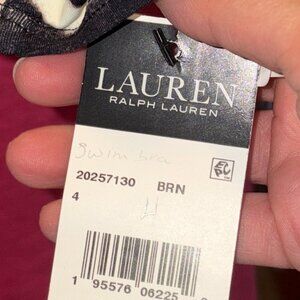 LAUREN
RALPH LAUREN
Swim bra
20257130 BRN
4
1 95576 06225